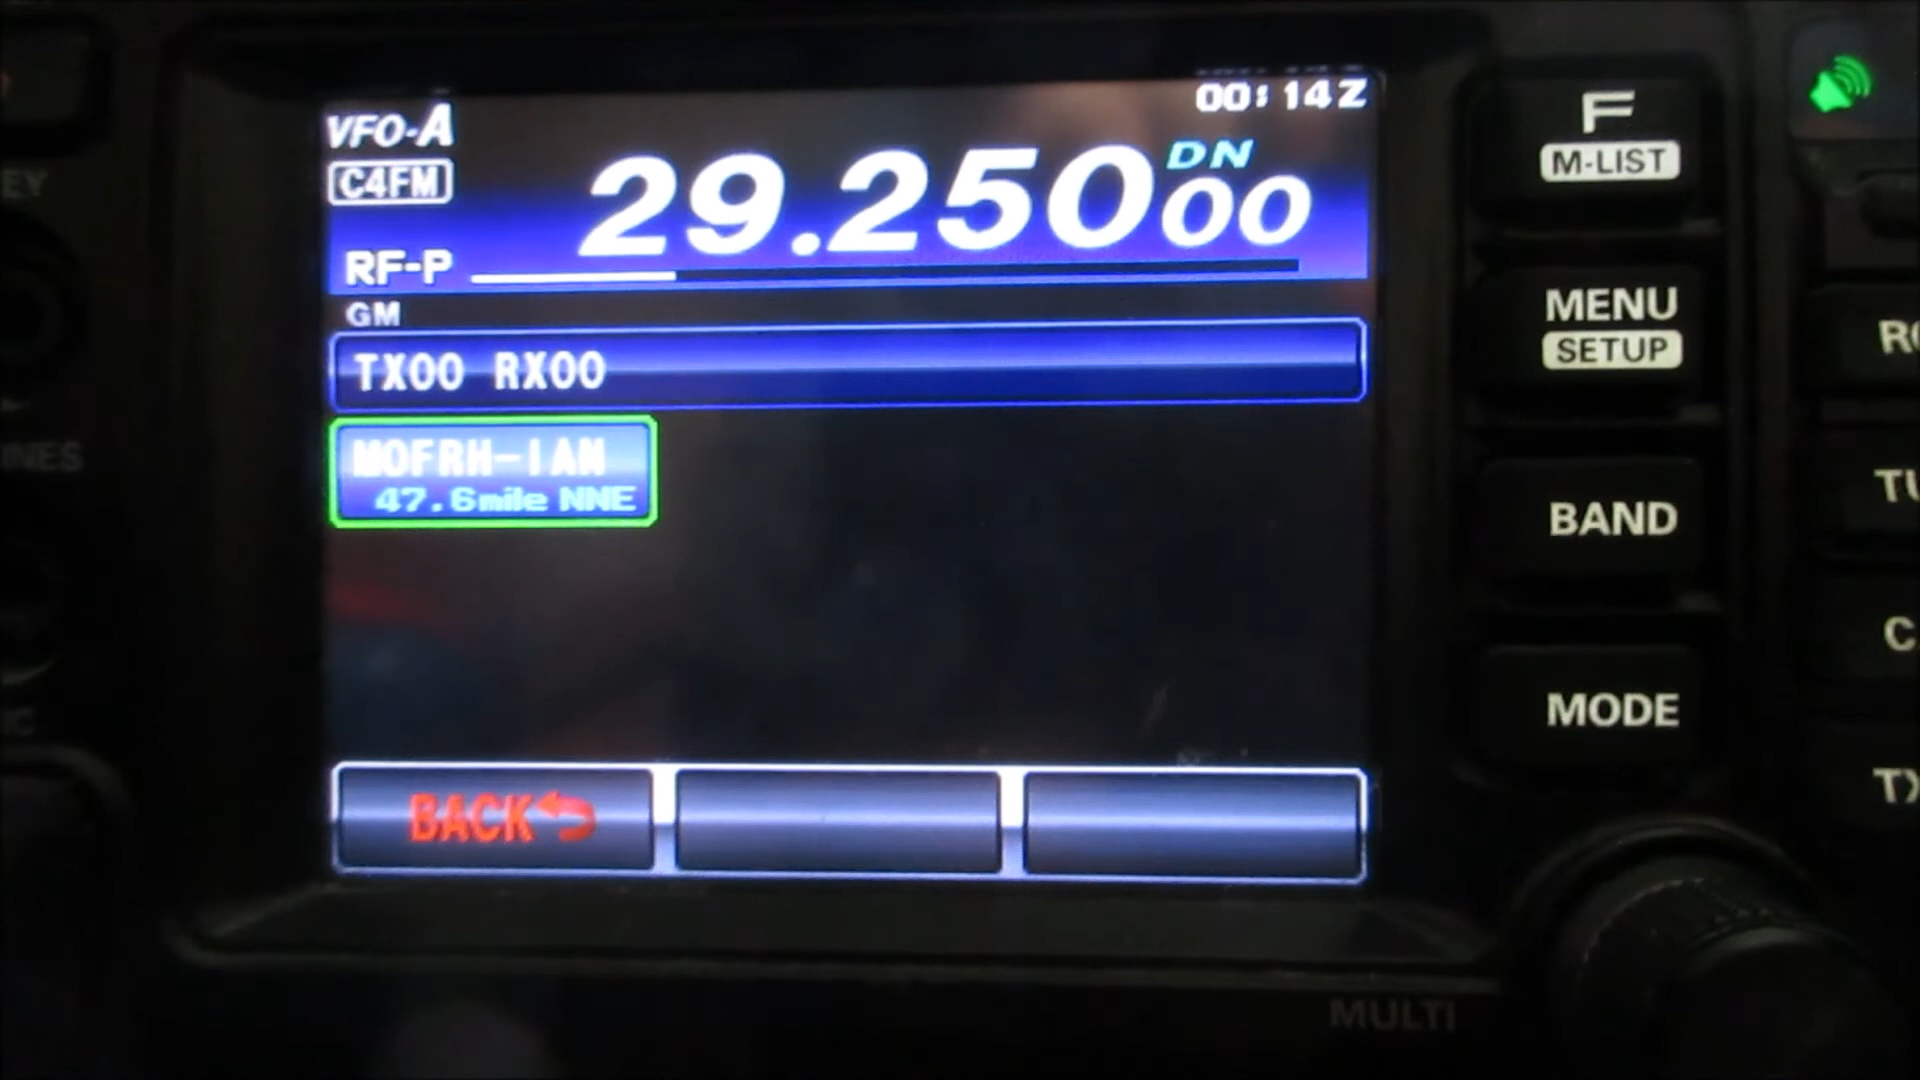 00:14Z
VFO-A
DN
C4FM
29.25000
RF-P
GM
TX00 RX00
M0FRH-IAN
47.6mile NNE
BACK
F
M-LIST
MENU
SETUP
BAND
MODE
MULTI